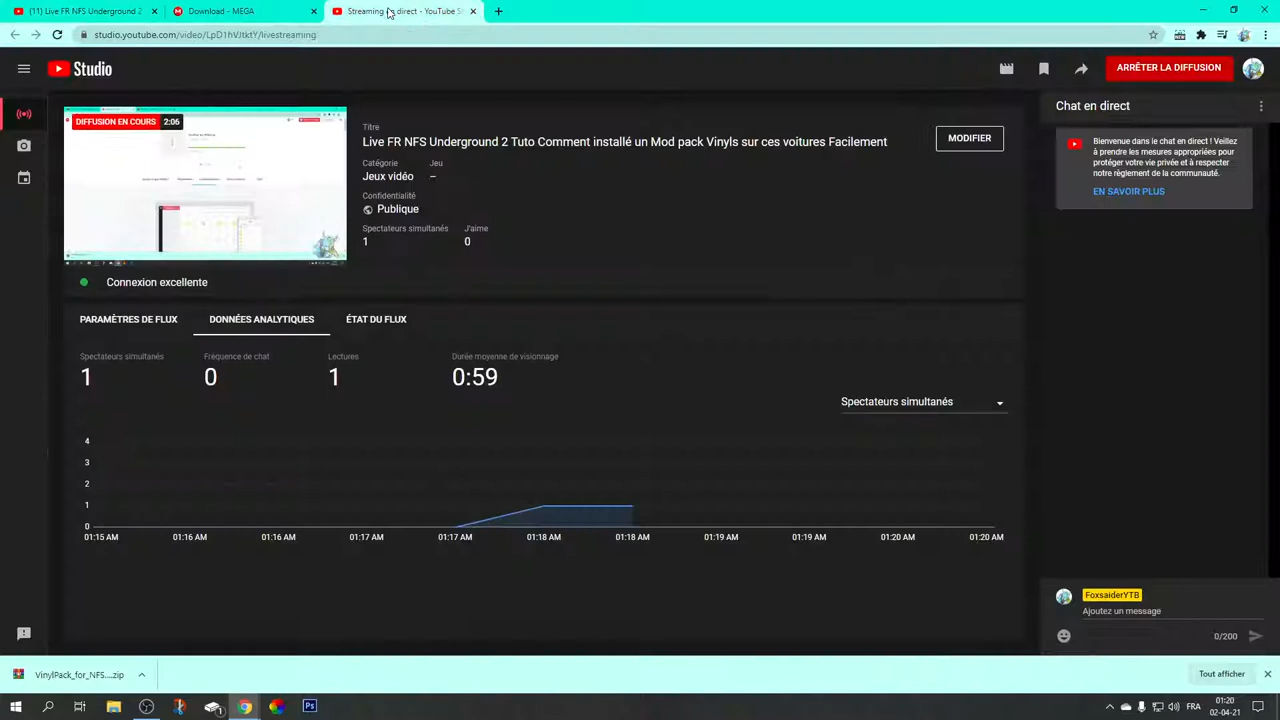 (11) Live FR NFS Underground 2
Download - MEGA
Streaming en direct - YouTube S
studio.youtube.com/video/LpD1hVJtktY/livestreaming
Studio
ARRÊTER LA DIFFUSION
DIFFUSION EN COURS 2:06
Titre
Live FR NFS Underground 2 Tuto Comment installé un Mod pack Vinyls sur ces voitures Facilement
MODIFIER
Catégorie Jeu
Jeux vidéo –
Confidentialité
Publique
Spectateurs simultanés J'aime
1 0
Connexion excellente
Chat en direct
Bienvenue dans le chat en direct ! Veillez
à prendre les mesures appropriées pour
protéger votre vie privée et à respecter
notre règlement de la communauté.
EN SAVOIR PLUS
PARAMÈTRES DE FLUX DONNÉES ANALYTIQUES ÉTAT DU FLUX
Spectateurs simultanés Fréquence de chat Lectures Durée moyenne de visionnage
1 0 1 0:59
Spectateurs simultanés
4
3
2
1
0
01:15 AM 01:16 AM 01:16 AM 01:17 AM 01:17 AM 01:18 AM 01:18 AM 01:19 AM 01:19 AM 01:20 AM 01:20 AM
FoxsaiderYTB
Ajoutez un message
0/200
VinylPack_for_NFS....zip
Tout afficher
Ps
FRA
01:20
02-04-21